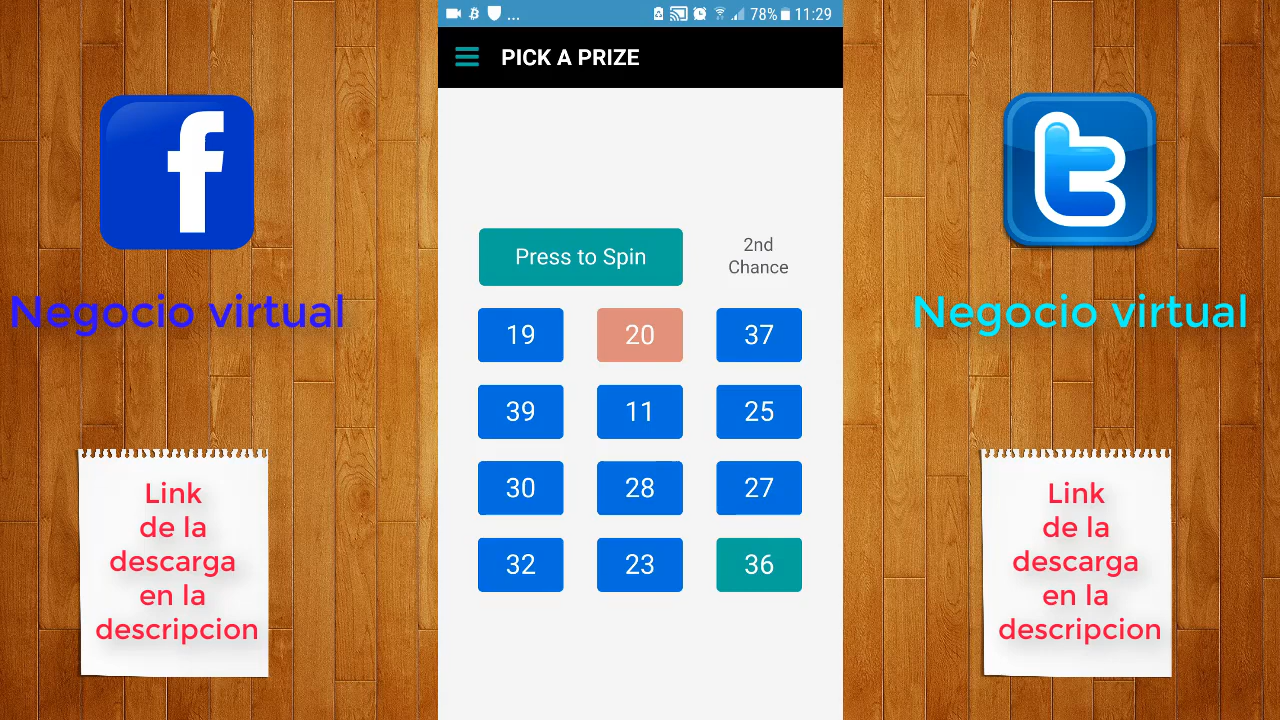 ... 78% 11:29
PICK A PRIZE
Press to Spin
2nd
Chance
19 20 37
39 11 25
30 28 27
32 23 36
Negocio virtual
Link
de la
descarga
en la
descripcion
Negocio virtual
Link
de la
descarga
en la
descripcion